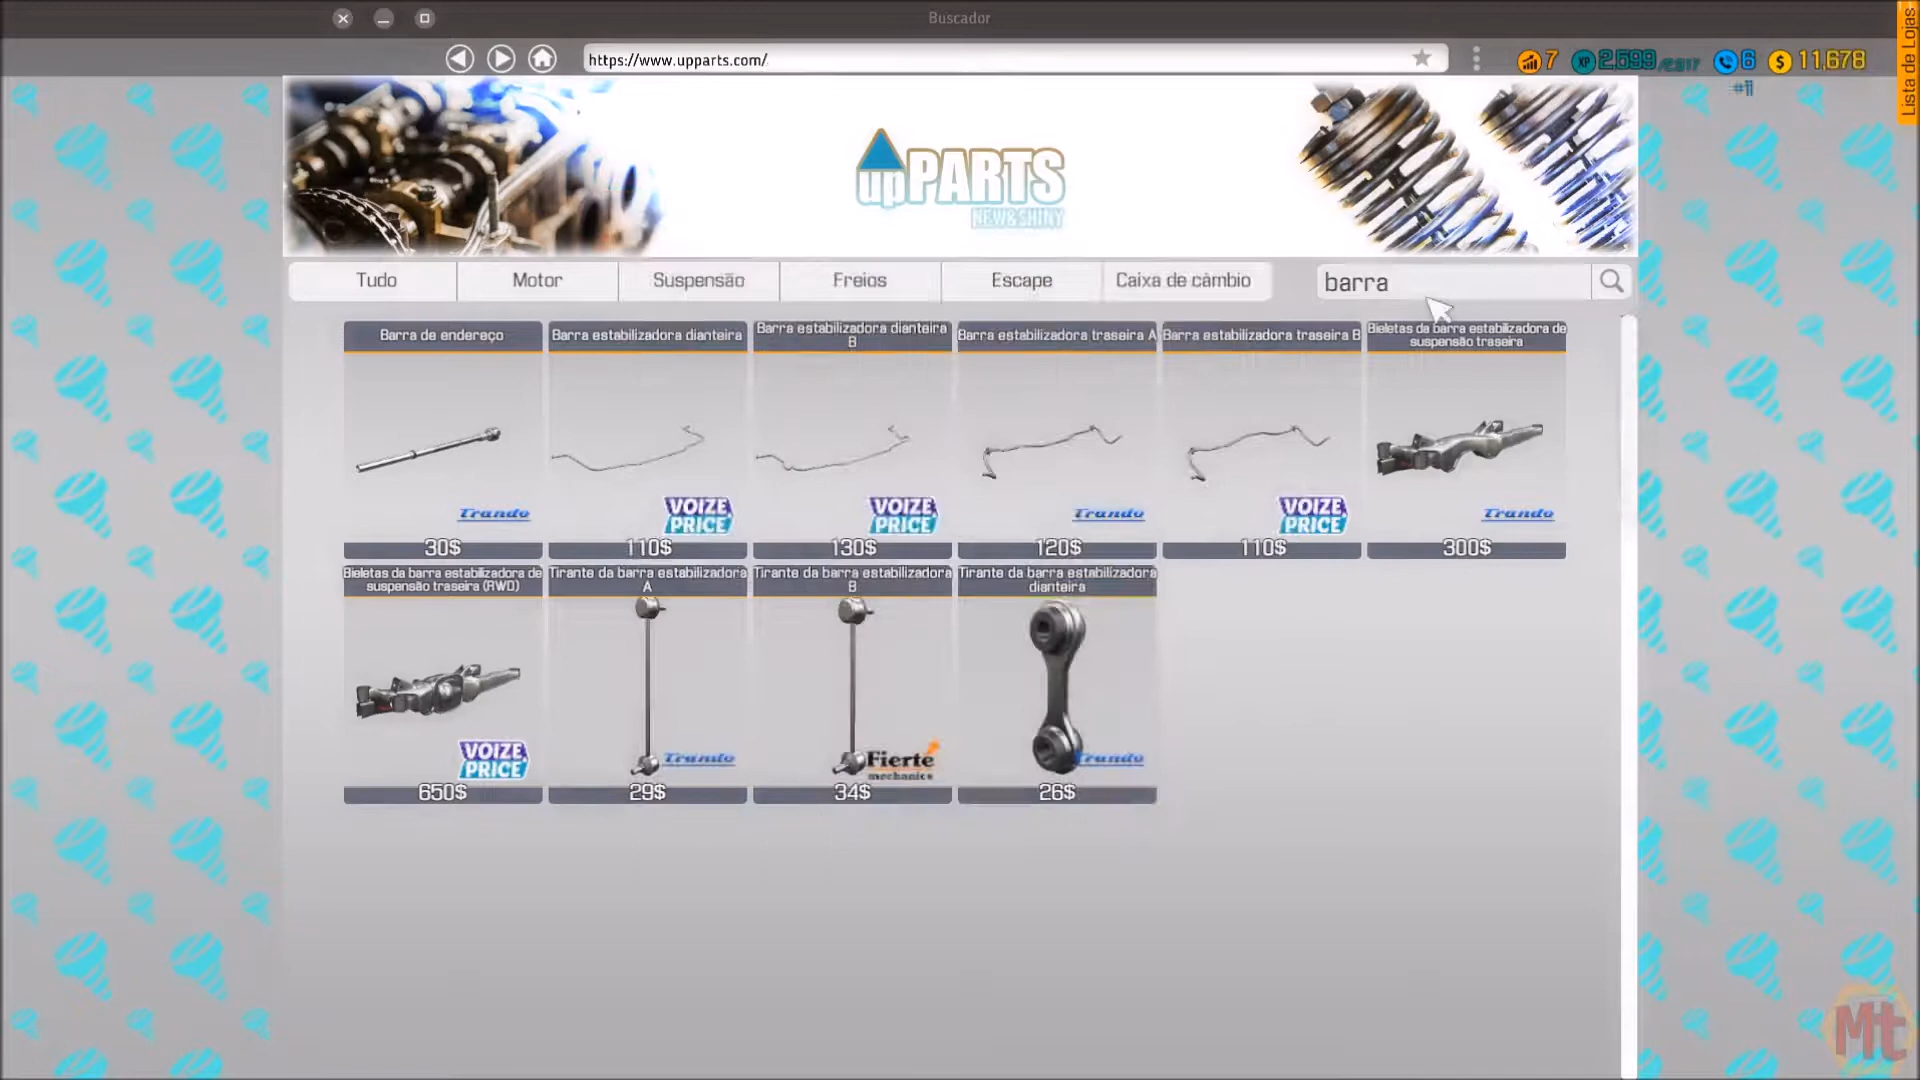 Buscador
https://www.upparts.com/
7
2,599/2917
6
11,678
#11
Lista de Lojas
upPARTS
NEW&SHINY
Tudo
Motor
Suspensão
Freios
Escape
Caixa de câmbio
barra
Barra de endereço
Barra estabilizadora dianteira
Barra estabilizadora dianteira
B
Barra estabilizadora traseira A
Barra estabilizadora traseira B
Bieletas da barra estabilizadora de
suspensão traseira
Trando
VOIZE
PRICE
VOIZE
PRICE
Trando
VOIZE
PRICE
Trando
30$
110$
130$
120$
110$
300$
Bieletas da barra estabilizadora de
suspensão traseira (RWD)
Tirante da barra estabilizadora
A
Tirante da barra estabilizadora
B
Tirante da barra estabilizadora
dianteira
VOIZE
PRICE
Trando
Fierté
mechanics
Trando
650$
29$
34$
26$
Mt